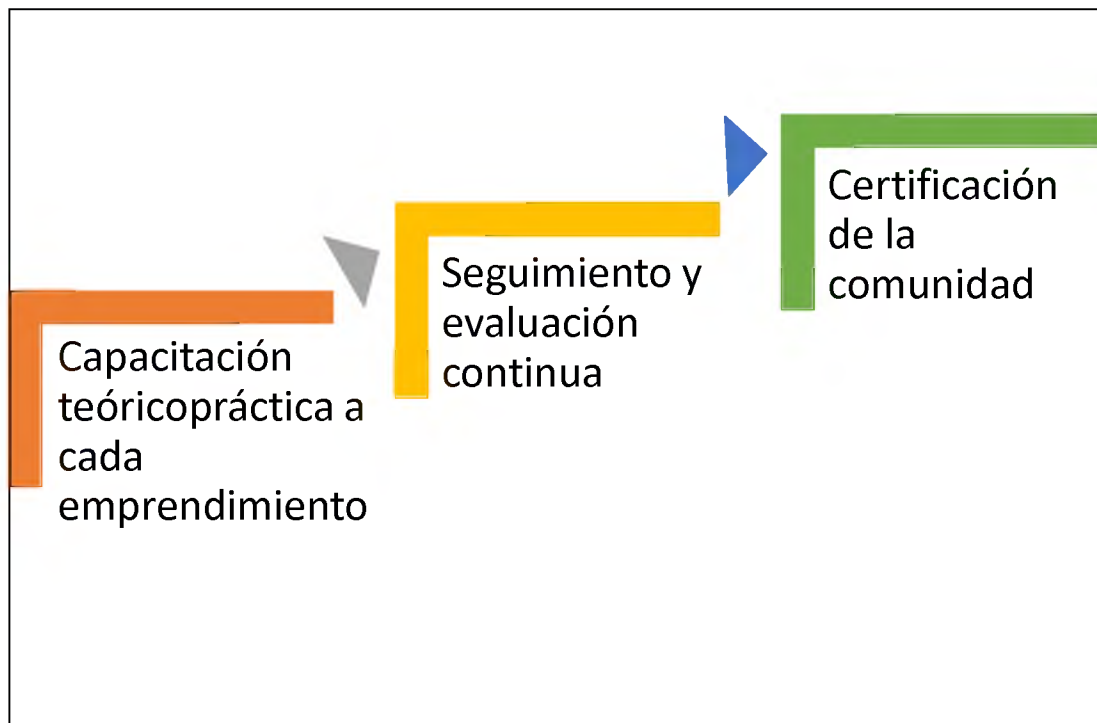 Capacitación
teóricopráctica a
cada
emprendimiento
Seguimiento y
evaluación
continua
Certificación
de la
comunidad